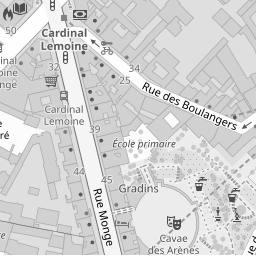 50
Cardinal
Lemoine
34
25
32
Rue des Boulangers
Cardinal
Lemoine
39
ré
École primaire
44
Gradins
45
Rue Monge
Cavae
des Arènes